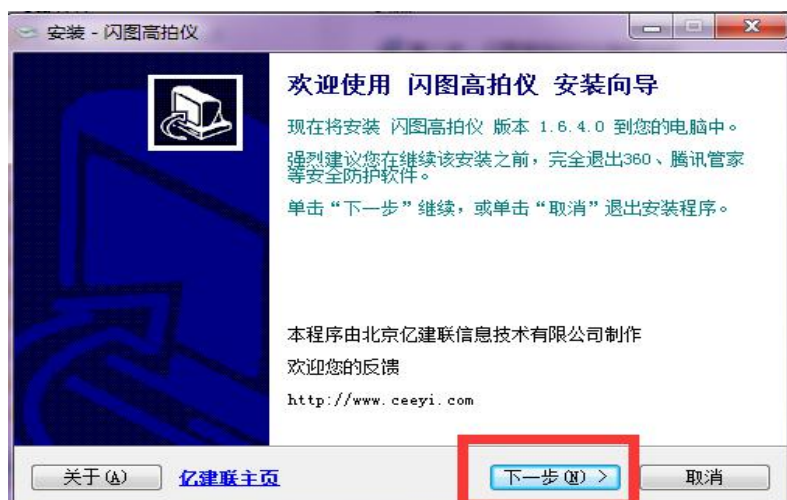 安装 - 闪图高拍仪
欢迎使用 闪图高拍仪 安装向导
现在将安装 闪图高拍仪 版本 1.6.4.0 到您的电脑中。
强烈建议您在继续该安装之前，完全退出360、腾讯管家
等安全防护软件。
单击“下一步”继续，或单击“取消”退出安装程序。
本程序由北京亿建联信息技术有限公司制作
欢迎您的反馈
http://www.ceeyi.com
关于(A) 亿建联主页 下一步(N) > 取消